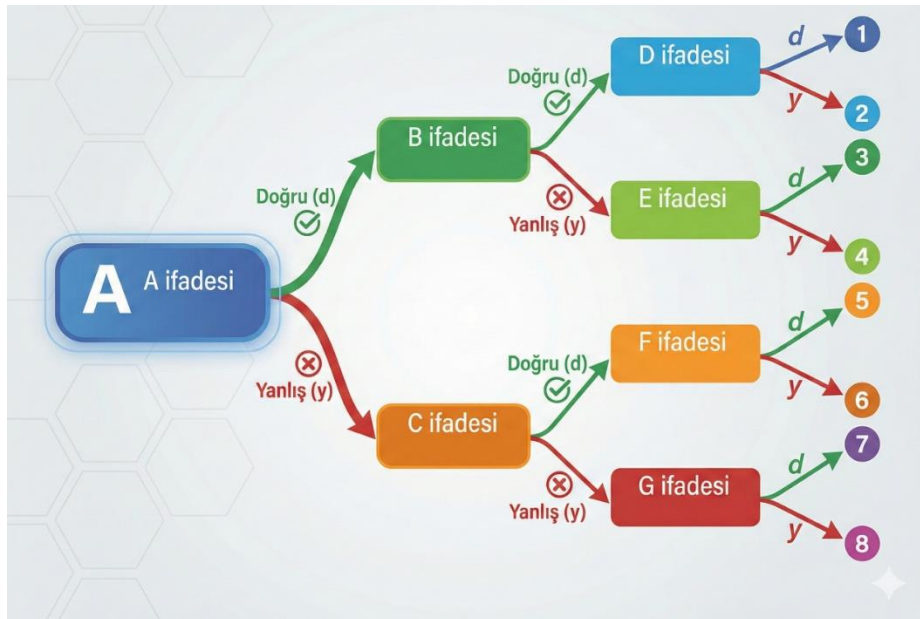 A
A ifadesi
Doğru (d)
Yanlış (y)
B ifadesi
C ifadesi
Doğru (d)
Yanlış (y)
Doğru (d)
Yanlış (y)
D ifadesi
E ifadesi
F ifadesi
G ifadesi
d
1
y
2
d
3
y
4
d
5
y
6
d
7
y
8